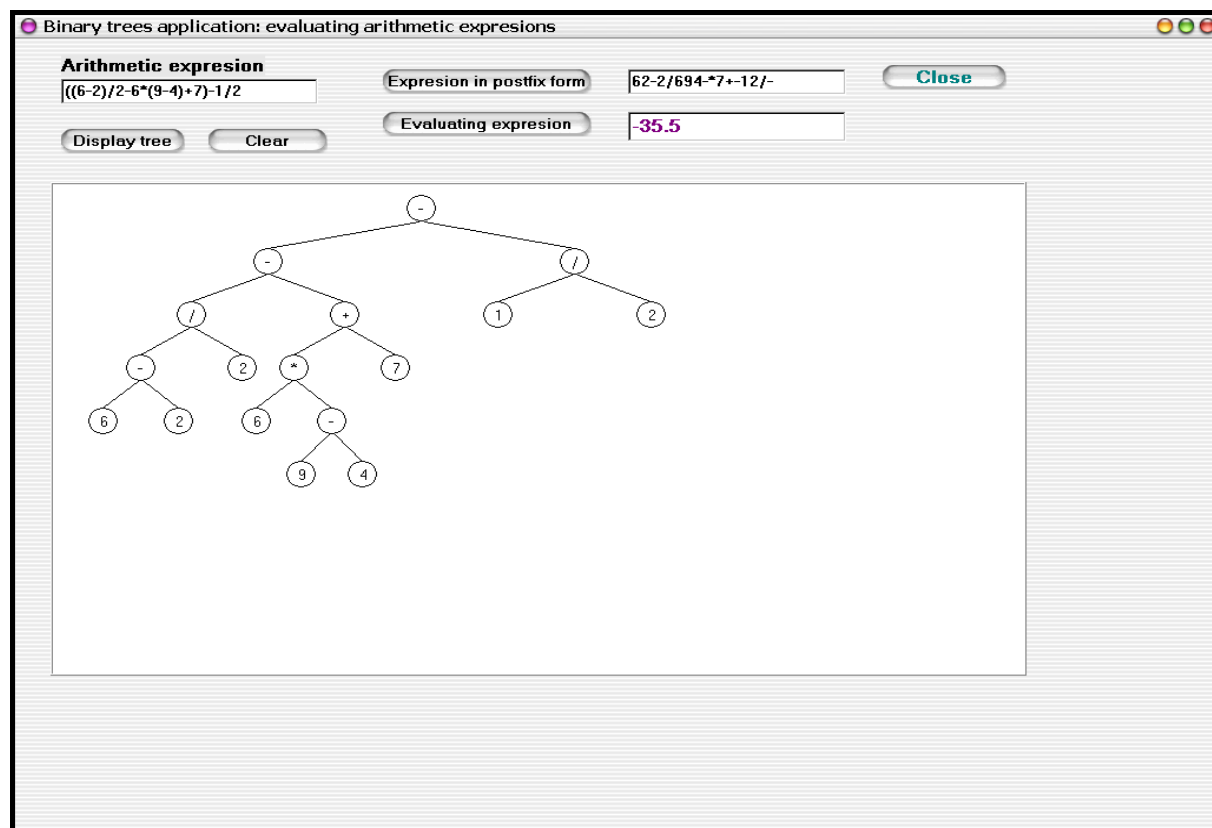 Binary trees application: evaluating arithmetic expresions
Arithmetic expresion
((6-2)/2-6*(9-4)+7)-1/2
Expresion in postfix form
62-2/694-*7+-12/-
Close
Evaluating expresion
-35.5
Display tree
Clear
-
- /
/ + 1 2
- 2 * 7
6 2 6 -
9 4